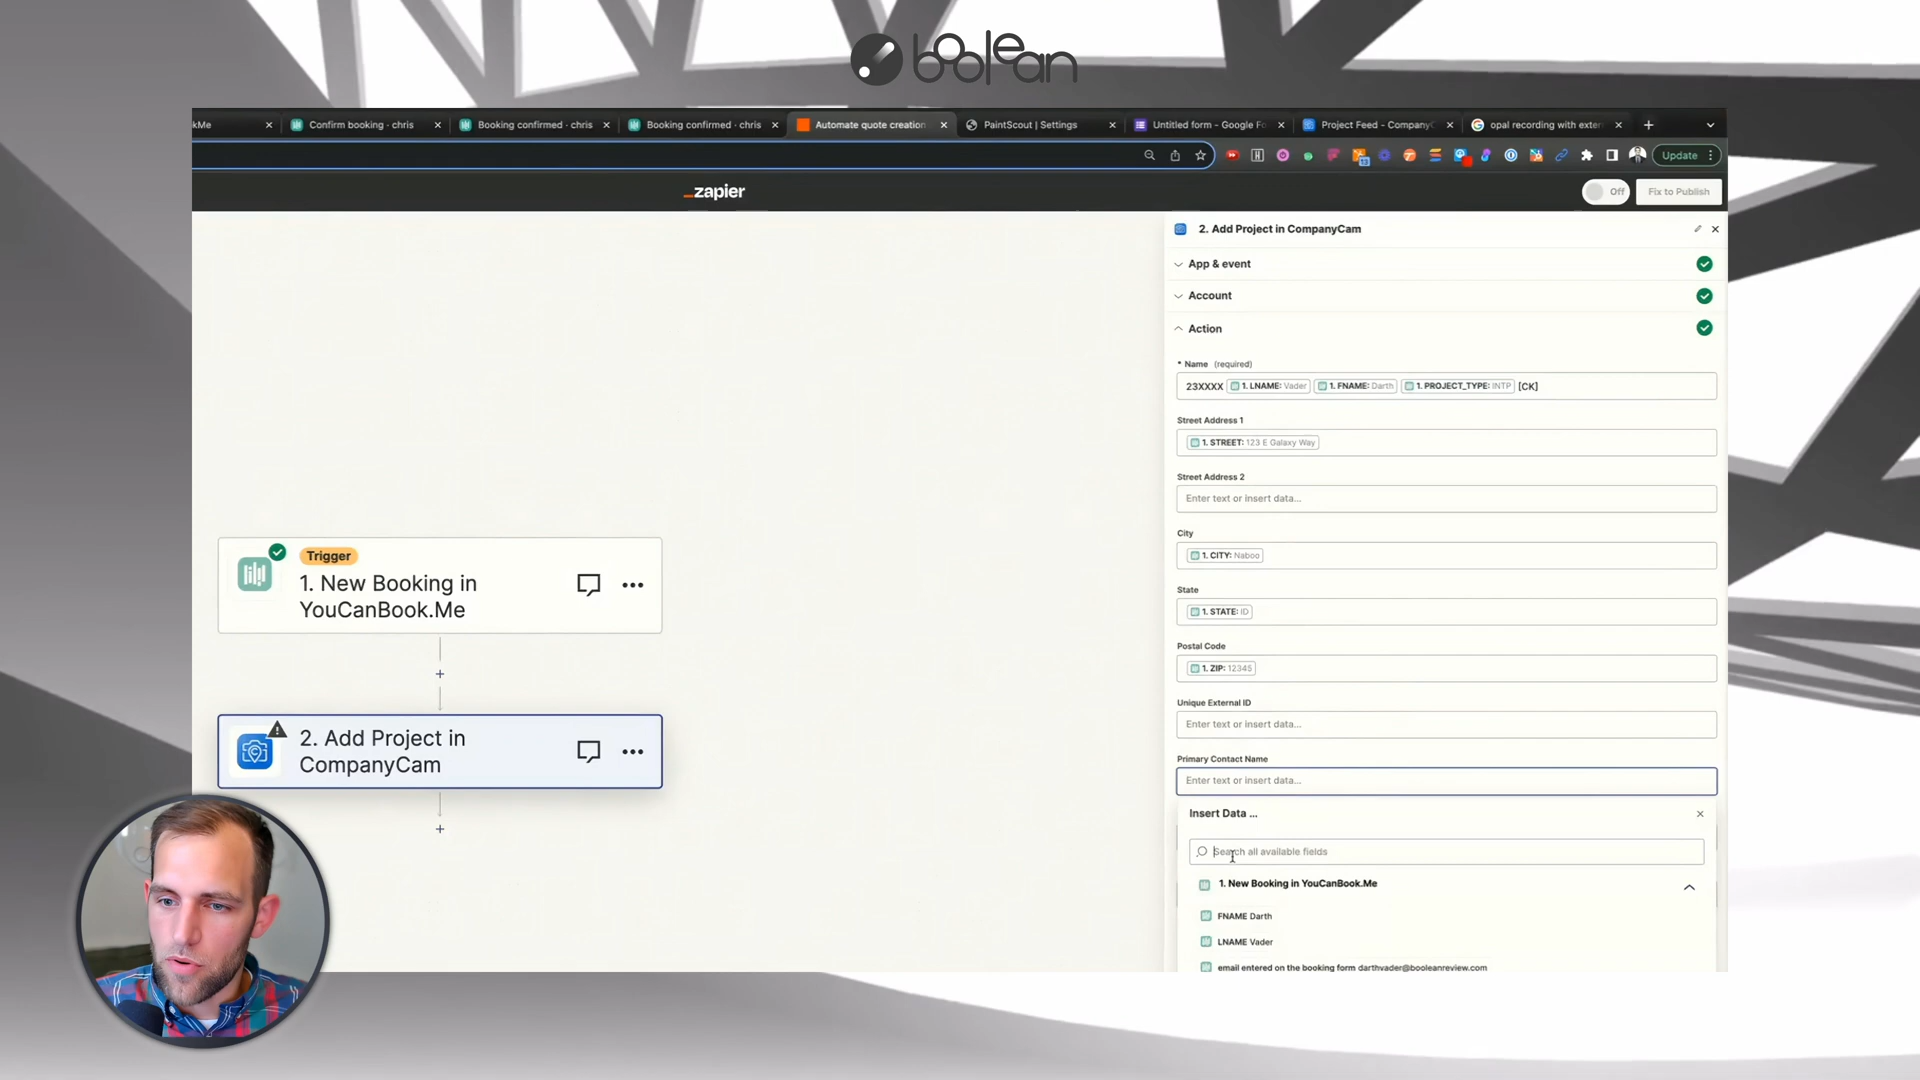 boolean
kMe
Confirm booking - chris
Booking confirmed - chris
Booking confirmed - chris
Automate quote creation
PaintScout | Settings
Untitled form - Google Fo
Project Feed - CompanyC
opal recording with exter
Update
_zapier
Off
Fix to Publish
2. Add Project in CompanyCam
App & event
Account
Action
* Name (required)
23XXXX 1. LNAME: Vader 1. FNAME: Darth 1. PROJECT_TYPE: INTP [CK]
Street Address 1
1. STREET: 123 E Galaxy Way
Street Address 2
Enter text or insert data...
City
1. CITY: Naboo
State
1. STATE: ID
Postal Code
1. ZIP: 12345
Unique External ID
Enter text or insert data...
Primary Contact Name
Enter text or insert data...
Insert Data ...
Search all available fields
1. New Booking in YouCanBook.Me
FNAME Darth
LNAME Vader
email entered on the booking form darthvader@booleanreview.com
Trigger
1. New Booking in
YouCanBook.Me
2. Add Project in
CompanyCam